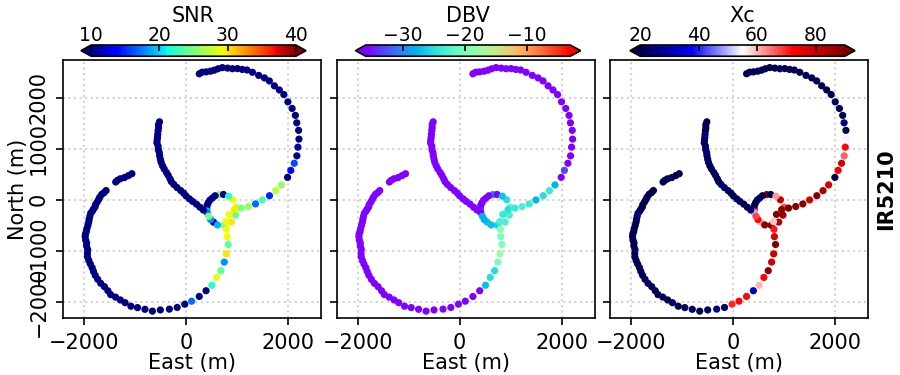 SNR DBV Xc
10 20 30 40 −30 −20 −10 20 40 60 80
2000
1000
0
−1000
−2000
North (m)
IR5210
−2000 0 2000 −2000 0 2000 −2000 0 2000
East (m) East (m) East (m)